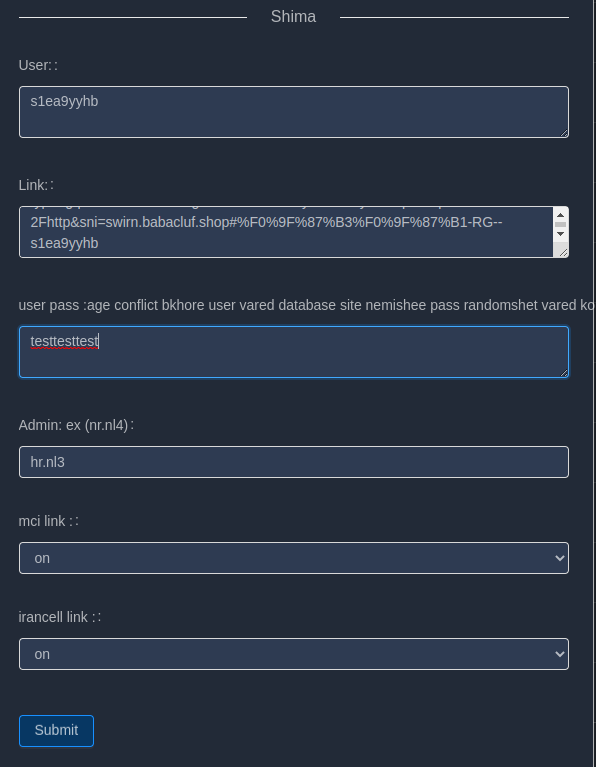 Shima
User::
s1ea9yyhb
Link::
2Fhttp&sni=swirn.babacluf.shop#%F0%9F%87%B3%F0%9F%87%B1-RG--
s1ea9yyhb
user pass :age conflict bkhore user vared database site nemishee pass randomshet vared ko
testtesttest
Admin: ex (nr.nl4):
hr.nl3
mci link ::
on
irancell link ::
on
Submit